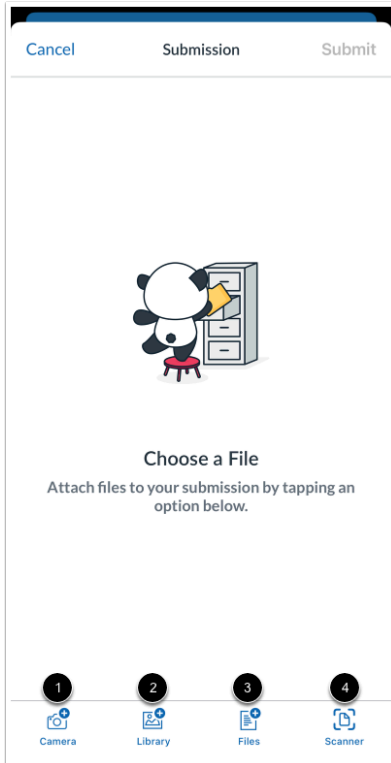 Cancel Submission Submit
Choose a File
Attach files to your submission by tapping an
option below.
1 2 3 4
Camera Library Files Scanner